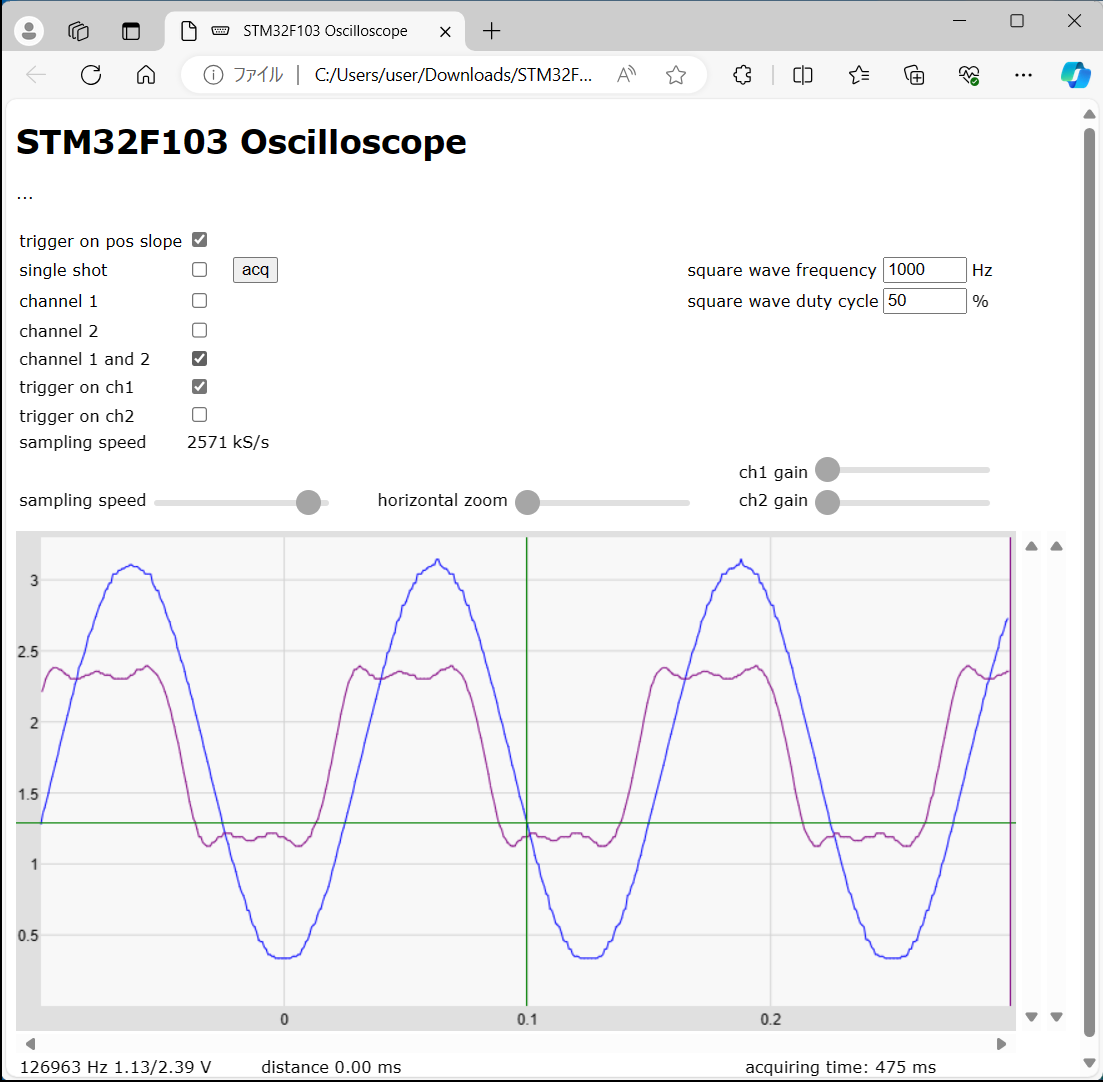 STM32F103 Oscilloscope
ファイル C:/Users/user/Downloads/STM32F...
STM32F103 Oscilloscope
...
trigger on pos slope
single shot acq square wave frequency 1000 Hz
channel 1 square wave duty cycle 50 %
channel 2
channel 1 and 2
trigger on ch1
trigger on ch2
sampling speed 2571 kS/s
ch1 gain
sampling speed horizontal zoom ch2 gain
3
2.5
2
1.5
1
0.5
0 0.1 0.2
126963 Hz 1.13/2.39 V distance 0.00 ms acquiring time: 475 ms